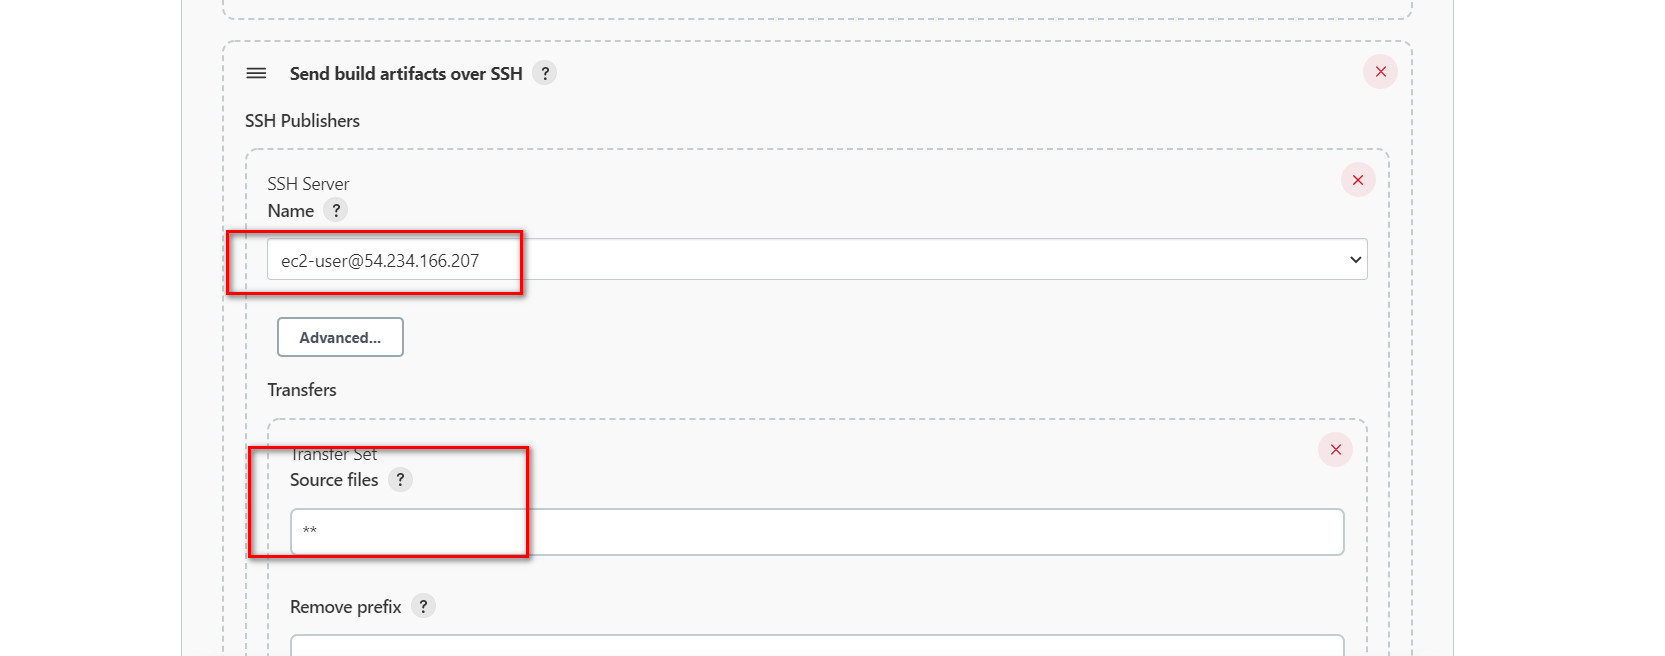 Send build artifacts over SSH ?
SSH Publishers
SSH Server
Name ?
ec2-user@54.234.166.207
Advanced...
Transfers
Transfer Set
Source files ?
**
Remove prefix ?